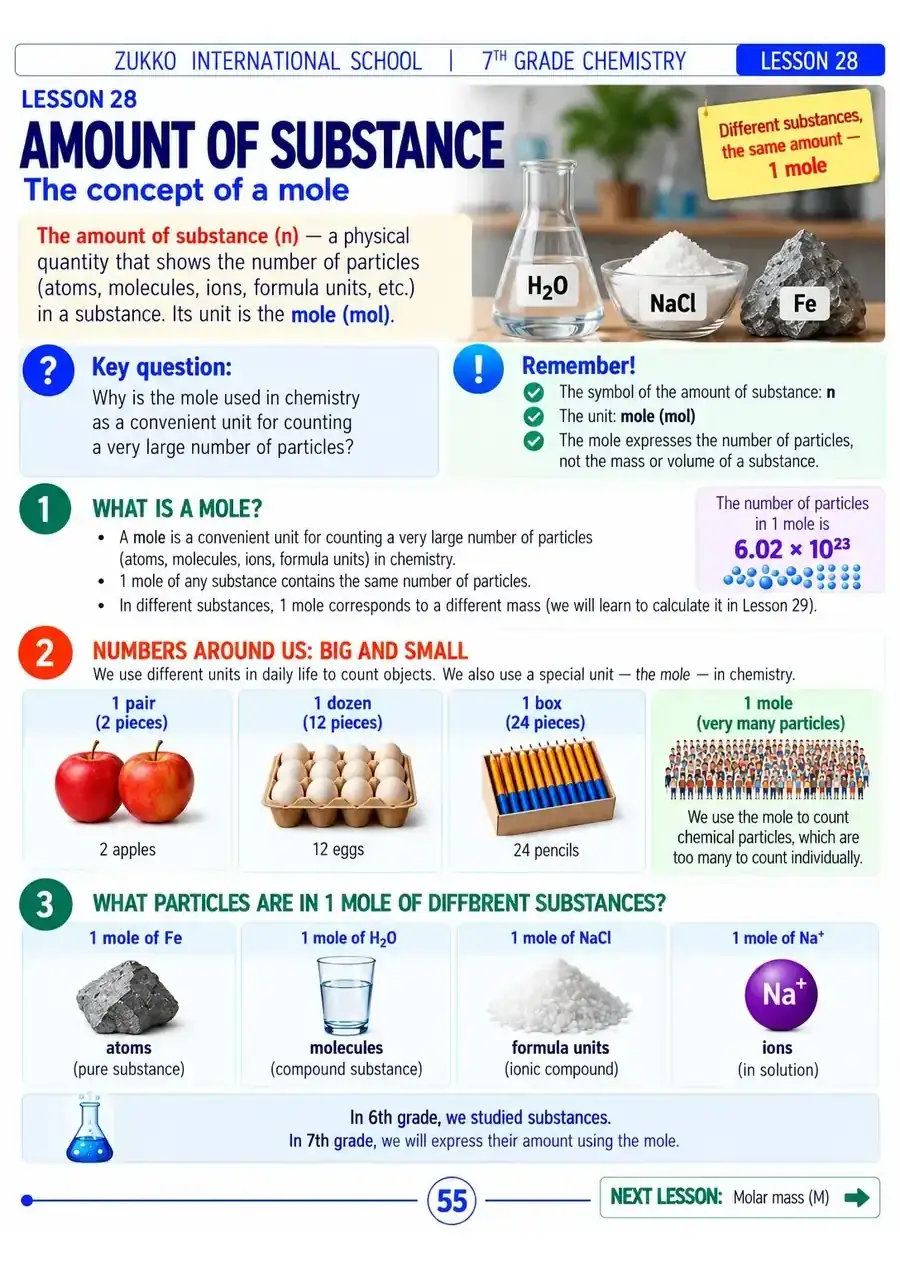 ZUKKO INTERNATIONAL SCHOOL | 7TH GRADE CHEMISTRY
LESSON 28
LESSON 28
AMOUNT OF SUBSTANCE
The concept of a mole
Different substances,
the same amount —
1 mole
The amount of substance (n) — a physical
quantity that shows the number of particles
(atoms, molecules, ions, formula units, etc.)
in a substance. Its unit is the mole (mol).
H₂O
NaCl
Fe
?
Key question:
Why is the mole used in chemistry
as a convenient unit for counting
a very large number of particles?
!
Remember!
The symbol of the amount of substance: n
The unit: mole (mol)
The mole expresses the number of particles,
not the mass or volume of a substance.
1
WHAT IS A MOLE?
• A mole is a convenient unit for counting a very large number of particles
(atoms, molecules, ions, formula units) in chemistry.
• 1 mole of any substance contains the same number of particles.
• In different substances, 1 mole corresponds to a different mass (we will learn to calculate it in Lesson 29).
The number of particles
in 1 mole is
6.02 × 10²³
2
NUMBERS AROUND US: BIG AND SMALL
We use different units in daily life to count objects. We also use a special unit — the mole — in chemistry.
1 pair
(2 pieces)
2 apples
1 dozen
(12 pieces)
12 eggs
1 box
(24 pieces)
24 pencils
1 mole
(very many particles)
We use the mole to count
chemical particles, which are
too many to count individually.
3
WHAT PARTICLES ARE IN 1 MOLE OF DIFFBRENT SUBSTANCES?
1 mole of Fe
atoms
(pure substance)
1 mole of H₂O
molecules
(compound substance)
1 mole of NaCl
formula units
(ionic compound)
1 mole of Na⁺
Na⁺
ions
(in solution)
In 6th grade, we studied substances.
In 7th grade, we will express their amount using the mole.
55
NEXT LESSON: Molar mass (M)